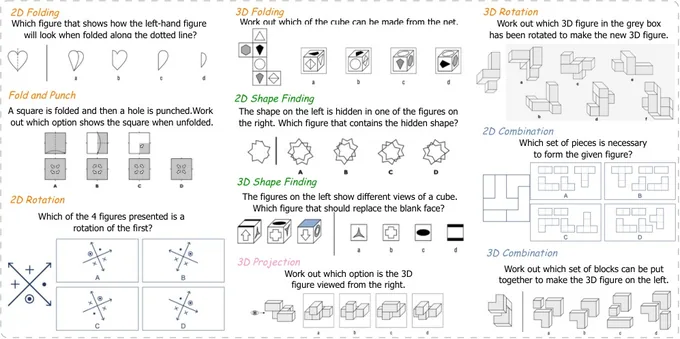 2D Folding
Which figure that shows how the left-hand figure
will look when folded along the dotted line?
a b c d
Fold and Punch
A square is folded and then a hole is punched.Work
out which option shows the square when unfolded.
A B C D
2D Rotation
Which of the 4 figures presented is a
rotation of the first?
A B
C D
3D Folding
Work out which of the cube can be made from the net.
a b c d
2D Shape Finding
The shape on the left is hidden in one of the figures on
the right. Which figure that contains the hidden shape?
A B C D
3D Shape Finding
The figures on the left show different views of a cube.
Which figure that should replace the blank face?
a b c d
3D Projection
Work out which option is the 3D
figure viewed from the right.
a b c d
3D Rotation
Work out which 3D figure in the grey box
has been rotated to make the new 3D figure.
a c e
b d f
2D Combination
Which set of pieces is necessary
to form the given figure?
A B
C D
3D Combination
Work out which set of blocks can be put
together to make the 3D figure on the left.
a b c d